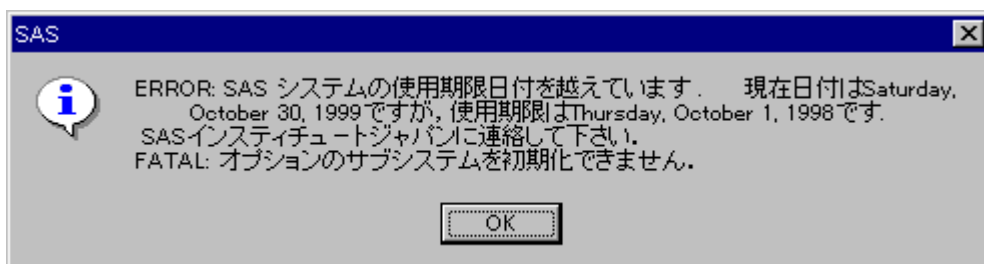 SAS
ERROR: SAS システムの使用期限日付を越えています． 現在日付はSaturday,
October 30, 1999ですが，使用期限はThursday, October 1, 1998です．
SASインスティチュートジャパンに連絡して下さい．
FATAL: オプションのサブシステムを初期化できません．
OK